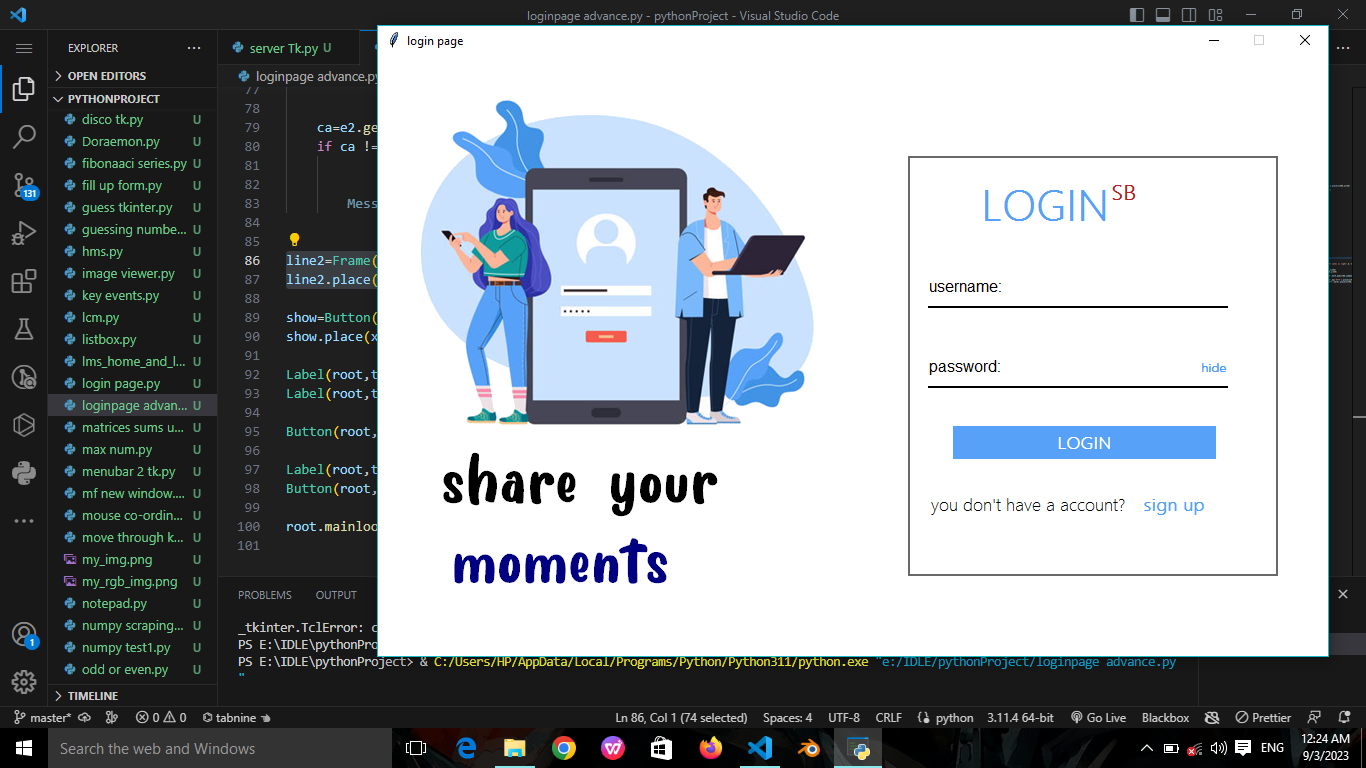 loginpage advance.py - pythonProject - Visual Studio Code
EXPLORER
OPEN EDITORS
PYTHONPROJECT
disco tk.py U
Doraemon.py U
fibonaaci series.py U
fill up form.py U
guess tkinter.py U
guessing numbe... U
hms.py U
image viewer.py U
key events.py U
lcm.py U
listbox.py U
lms_home_and_l... U
login page.py U
loginpage advan... U
matrices sums u... U
max num.py U
menubar 2 tk.py U
mf new window.... U
mouse co-ordin... U
move through k... U
my_img.png U
my_rgb_img.png U
notepad.py U
numpy scraping... U
numpy test1.py U
odd or even.py U
TIMELINE
131
1
server Tk.py U
loginpage advance.py
77
78
79 ca=e2.ge
80 if ca !=
81
82
83 Mess
84
85
86 line2=Frame(
87 line2.place(
88
89 show=Button(
90 show.place(x
91
92 Label(root,t
93 Label(root,t
94
95 Button(root,
96
97 Label(root,t
98 Button(root,
99
100 root.mainloo
101
login page
share your
moments
LOGIN SB
username:
password: hide
LOGIN
you don't have a account? sign up
PROBLEMS OUTPUT
_tkinter.TclError: c
PS E:\IDLE\pythonPro
PS E:\IDLE\pythonProject> & C:/Users/HP/AppData/Local/Programs/Python/Python311/python.exe "e:/IDLE/pythonProject/loginpage advance.py
"
master* 0 0 tabnine Ln 86, Col 1 (74 selected) Spaces: 4 UTF-8 CRLF python 3.11.4 64-bit Go Live Blackbox Prettier
Search the web and Windows
ENG
12:24 AM
9/3/2023